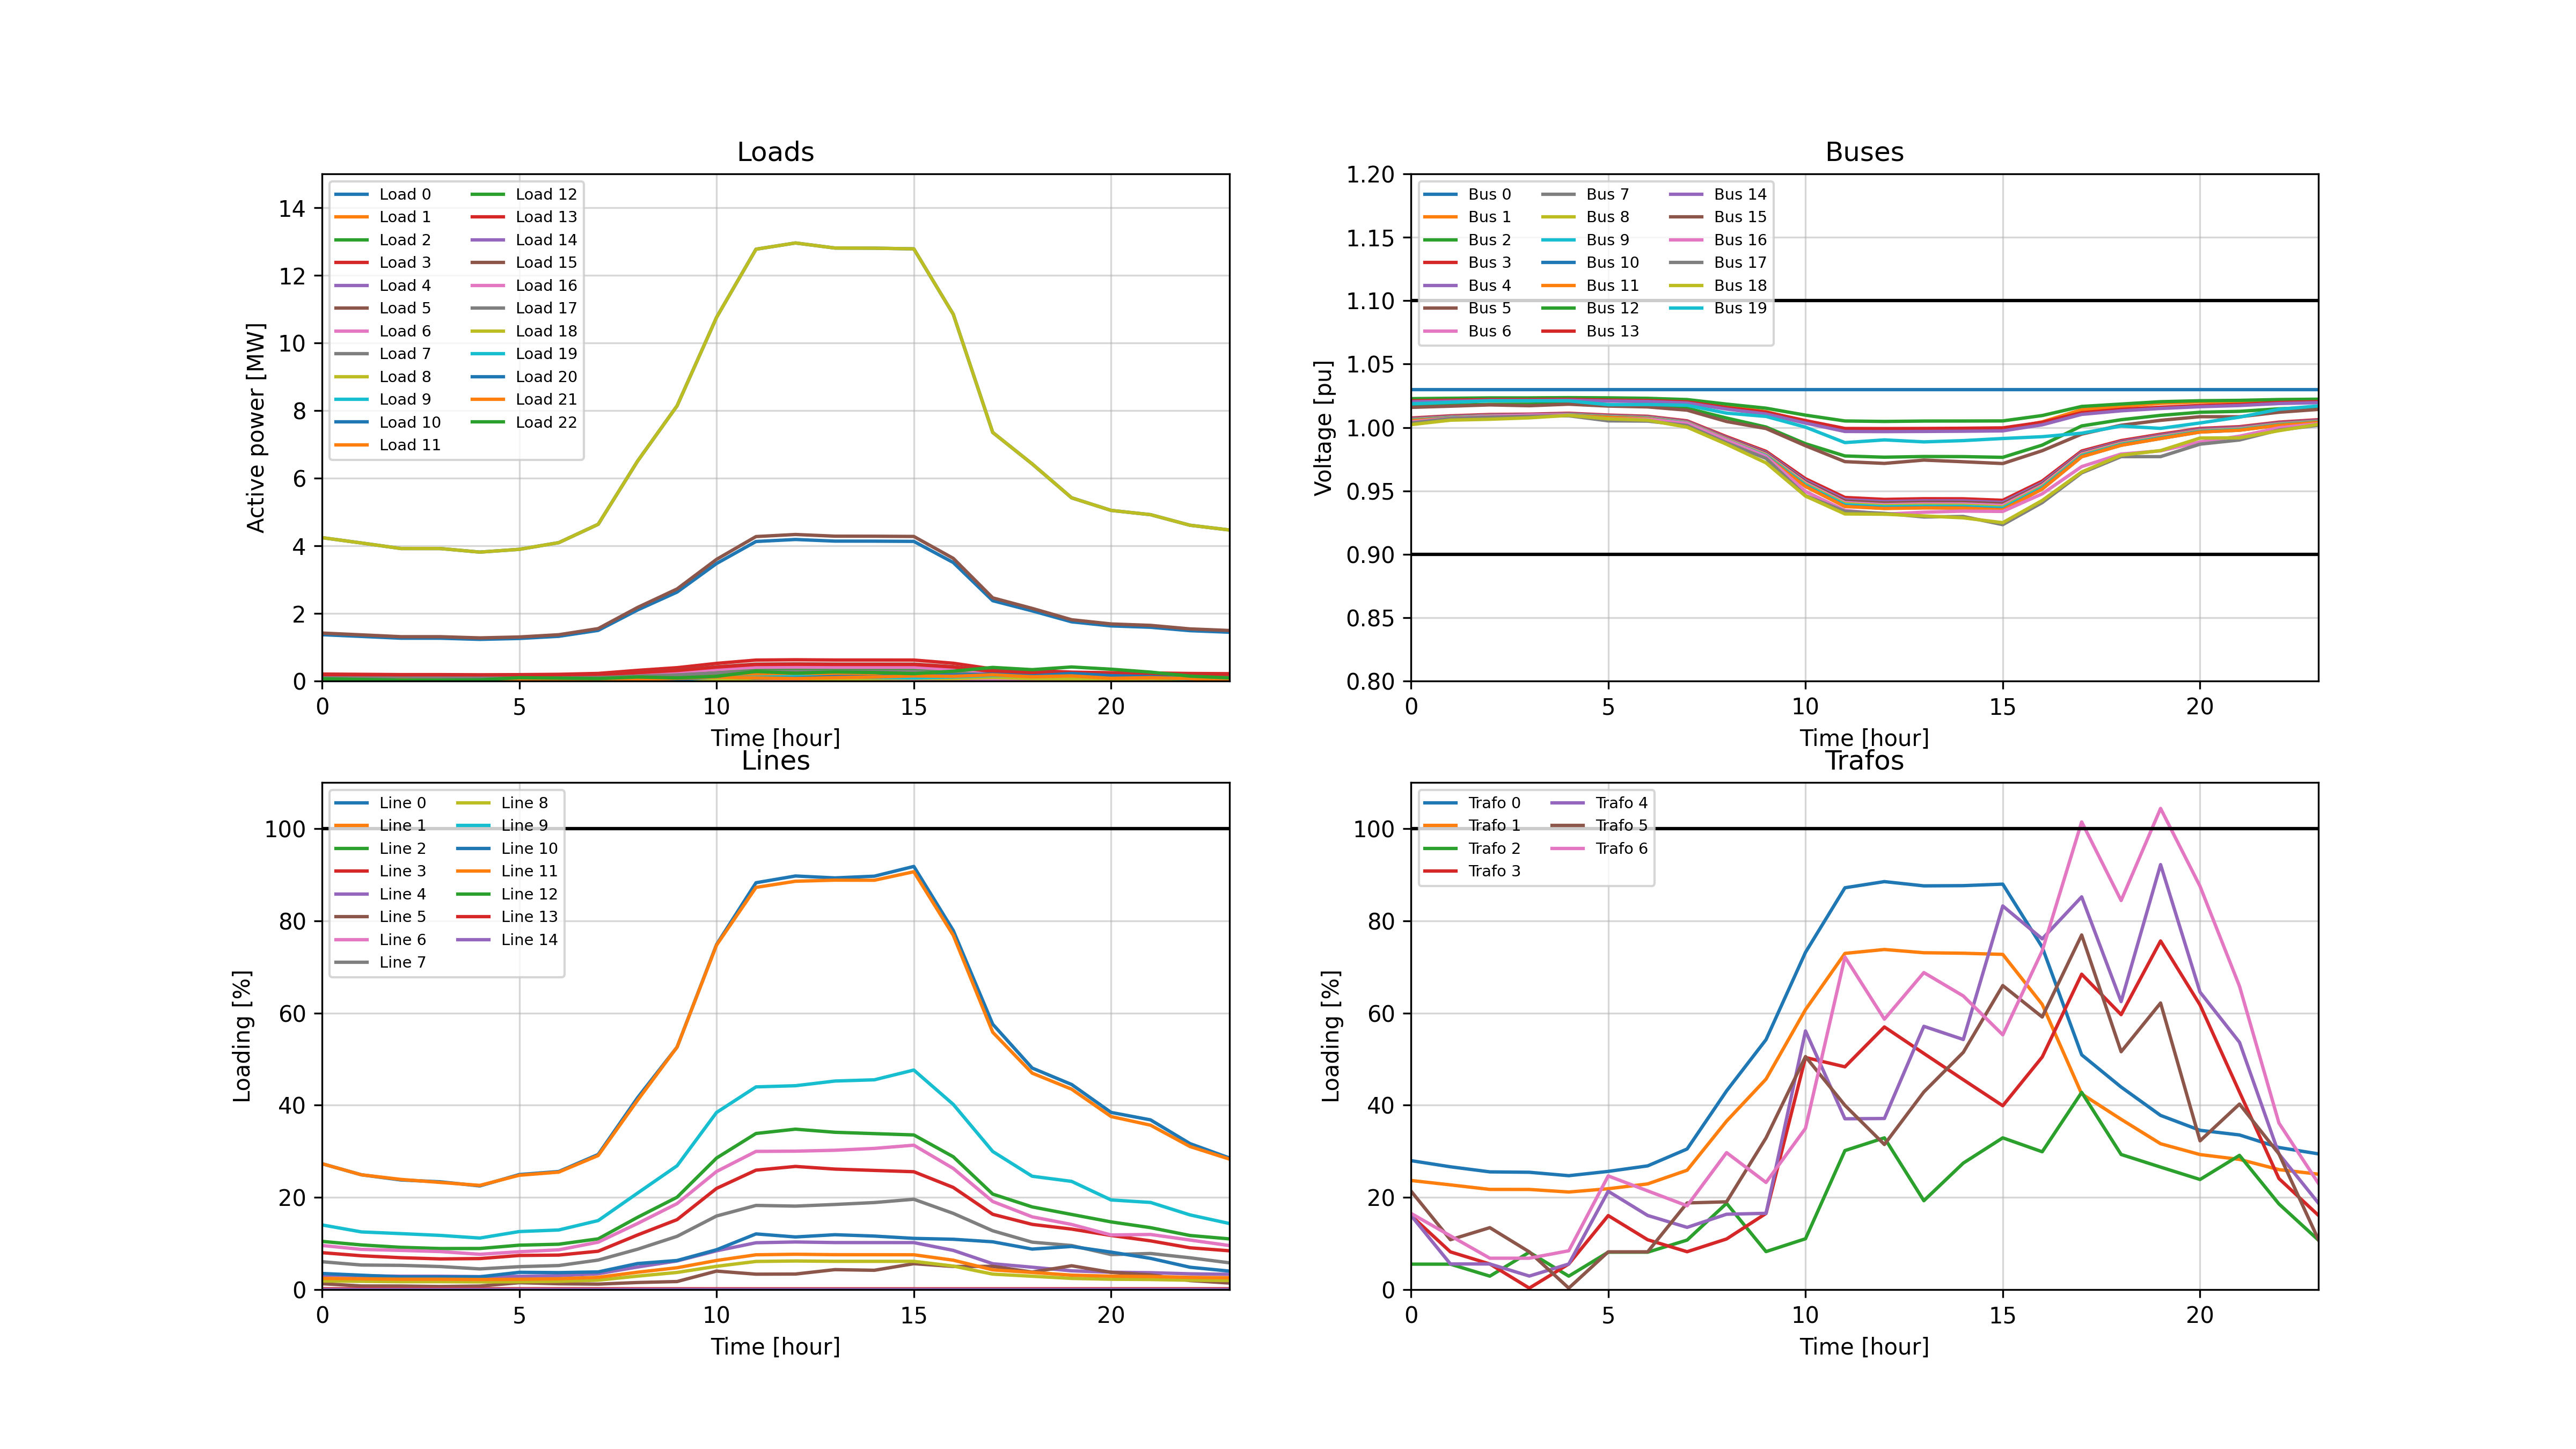 Loads
Active power [MW]
14
12
10
8
6
4
2
0
Load 0
Load 1
Load 2
Load 3
Load 4
Load 5
Load 6
Load 7
Load 8
Load 9
Load 10
Load 11
Load 12
Load 13
Load 14
Load 15
Load 16
Load 17
Load 18
Load 19
Load 20
Load 21
Load 22
0 5 10 15 20
Time [hour]
Buses
Voltage [pu]
1.20
1.15
1.10
1.05
1.00
0.95
0.90
0.85
0.80
Bus 0
Bus 1
Bus 2
Bus 3
Bus 4
Bus 5
Bus 6
Bus 7
Bus 8
Bus 9
Bus 10
Bus 11
Bus 12
Bus 13
Bus 14
Bus 15
Bus 16
Bus 17
Bus 18
Bus 19
0 5 10 15 20
Time [hour]
Lines
Loading [%]
100
80
60
40
20
0
Line 0
Line 1
Line 2
Line 3
Line 4
Line 5
Line 6
Line 7
Line 8
Line 9
Line 10
Line 11
Line 12
Line 13
Line 14
0 5 10 15 20
Time [hour]
Trafos
Loading [%]
100
80
60
40
20
0
Trafo 0
Trafo 1
Trafo 2
Trafo 3
Trafo 4
Trafo 5
Trafo 6
0 5 10 15 20
Time [hour]